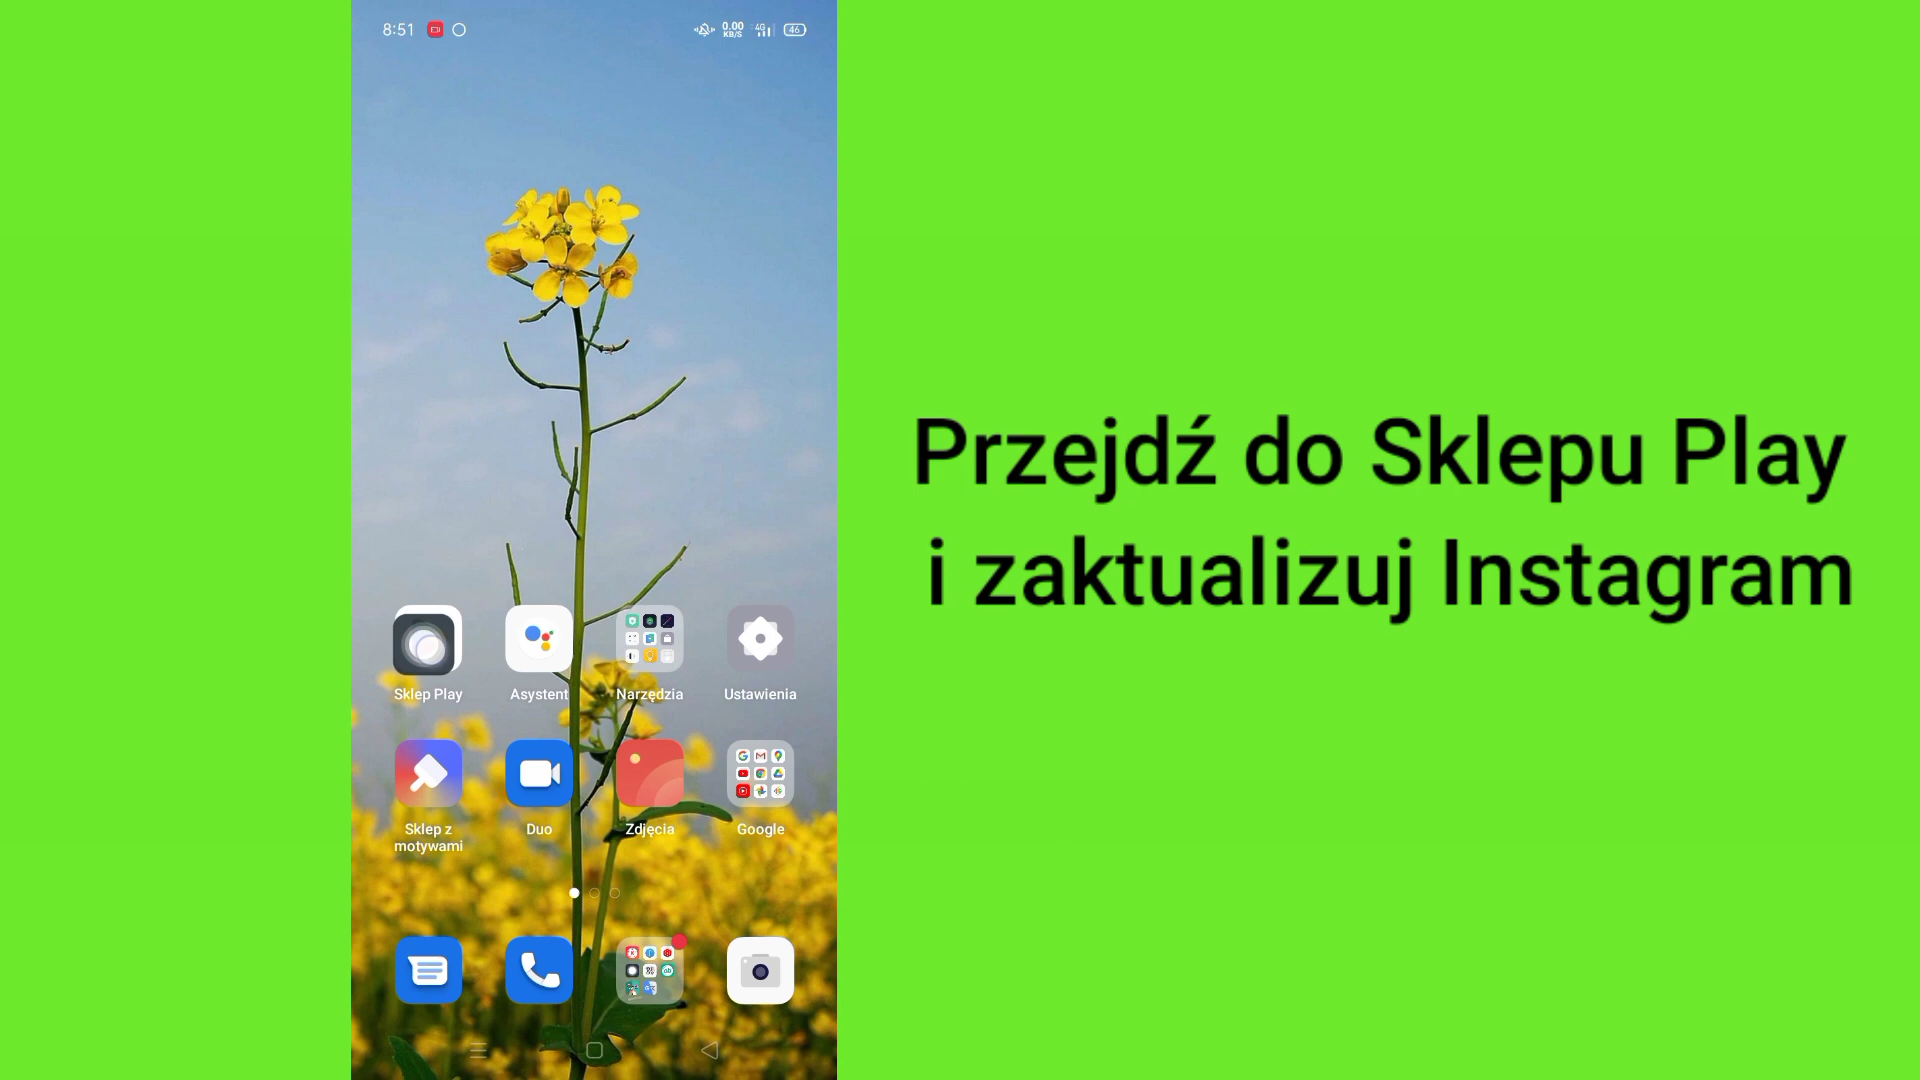 8:51
0.00
KB/S
4G
46
Przejdź do Sklepu Play
i zaktualizuj Instagram
Sklep Play
Asystent
Narzędzia
Ustawienia
Sklep z
motywami
Duo
Zdjęcia
Google